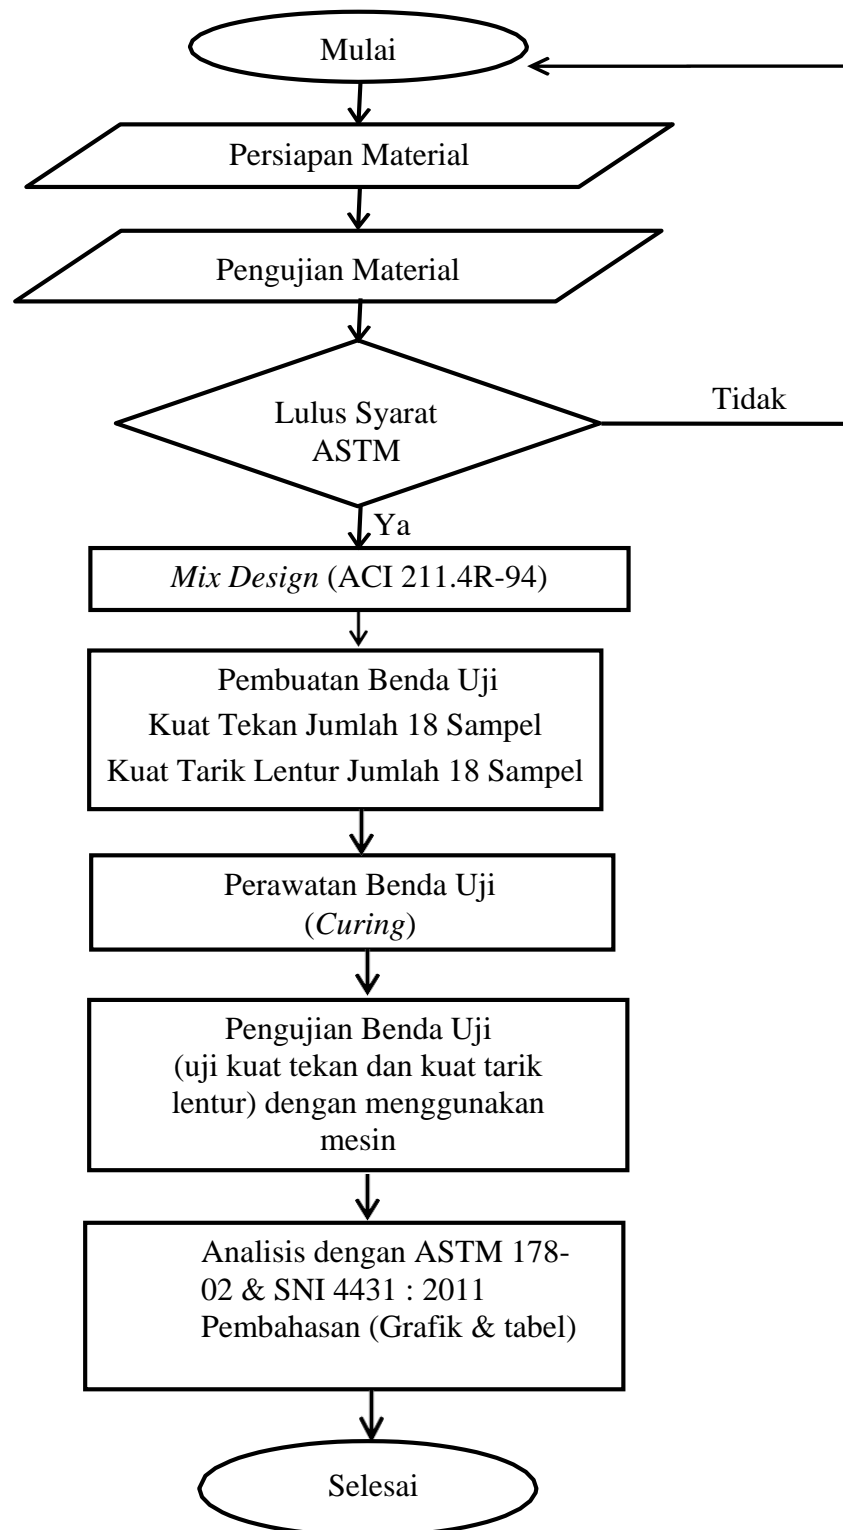 Mulai
Persiapan Material
Pengujian Material
Lulus Syarat
ASTM
Tidak
Ya
Mix Design (ACI 211.4R-94)
Pembuatan Benda Uji
Kuat Tekan Jumlah 18 Sampel
Kuat Tarik Lentur Jumlah 18 Sampel
Perawatan Benda Uji
(Curing)
Pengujian Benda Uji
(uji kuat tekan dan kuat tarik
lentur) dengan menggunakan
mesin
Analisis dengan ASTM 178-
02 & SNI 4431 : 2011
Pembahasan (Grafik & tabel)
Selesai